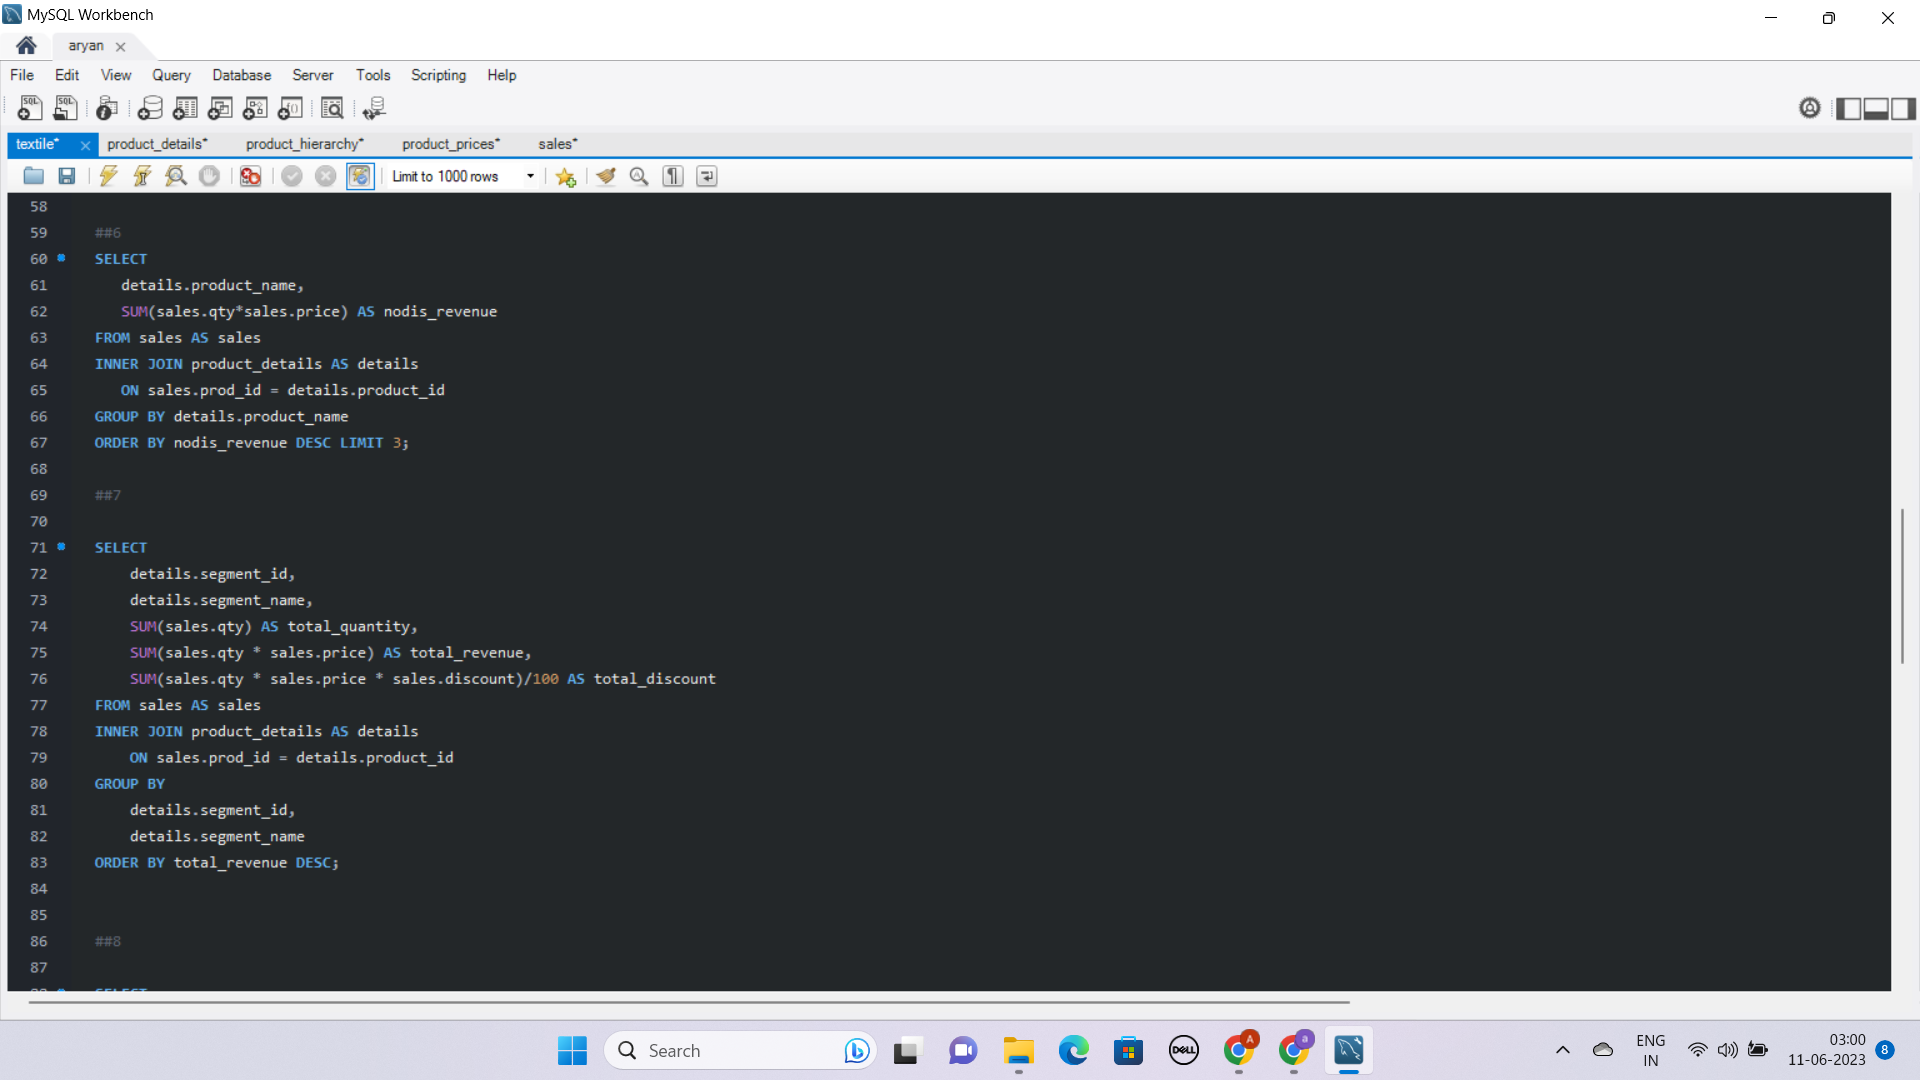 MySQL Workbench
aryan
File Edit View Query Database Server Tools Scripting Help
textile* product_details* product_hierarchy* product_prices* sales*
Limit to 1000 rows
58
59 ##6
60 SELECT
61 details.product_name,
62 SUM(sales.qty*sales.price) AS nodis_revenue
63 FROM sales AS sales
64 INNER JOIN product_details AS details
65 ON sales.prod_id = details.product_id
66 GROUP BY details.product_name
67 ORDER BY nodis_revenue DESC LIMIT 3;
68
69 ##7
70
71 SELECT
72 details.segment_id,
73 details.segment_name,
74 SUM(sales.qty) AS total_quantity,
75 SUM(sales.qty * sales.price) AS total_revenue,
76 SUM(sales.qty * sales.price * sales.discount)/100 AS total_discount
77 FROM sales AS sales
78 INNER JOIN product_details AS details
79 ON sales.prod_id = details.product_id
80 GROUP BY
81 details.segment_id,
82 details.segment_name
83 ORDER BY total_revenue DESC;
84
85
86 ##8
87
88 SELECT
Search
DELL
A
a
ENG
IN
03:00
11-06-2023
8